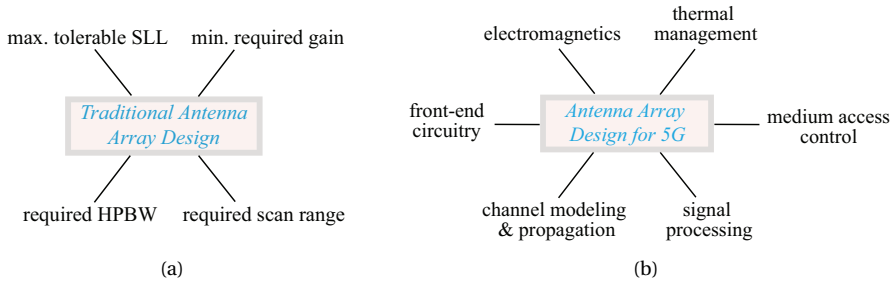 max. tolerable SLL
min. required gain
Traditional Antenna
Array Design
required HPBW
required scan range
(a)
electromagnetics
thermal
management
front-end
circuitry
Antenna Array
Design for 5G
medium access
control
channel modeling
& propagation
signal
processing
(b)